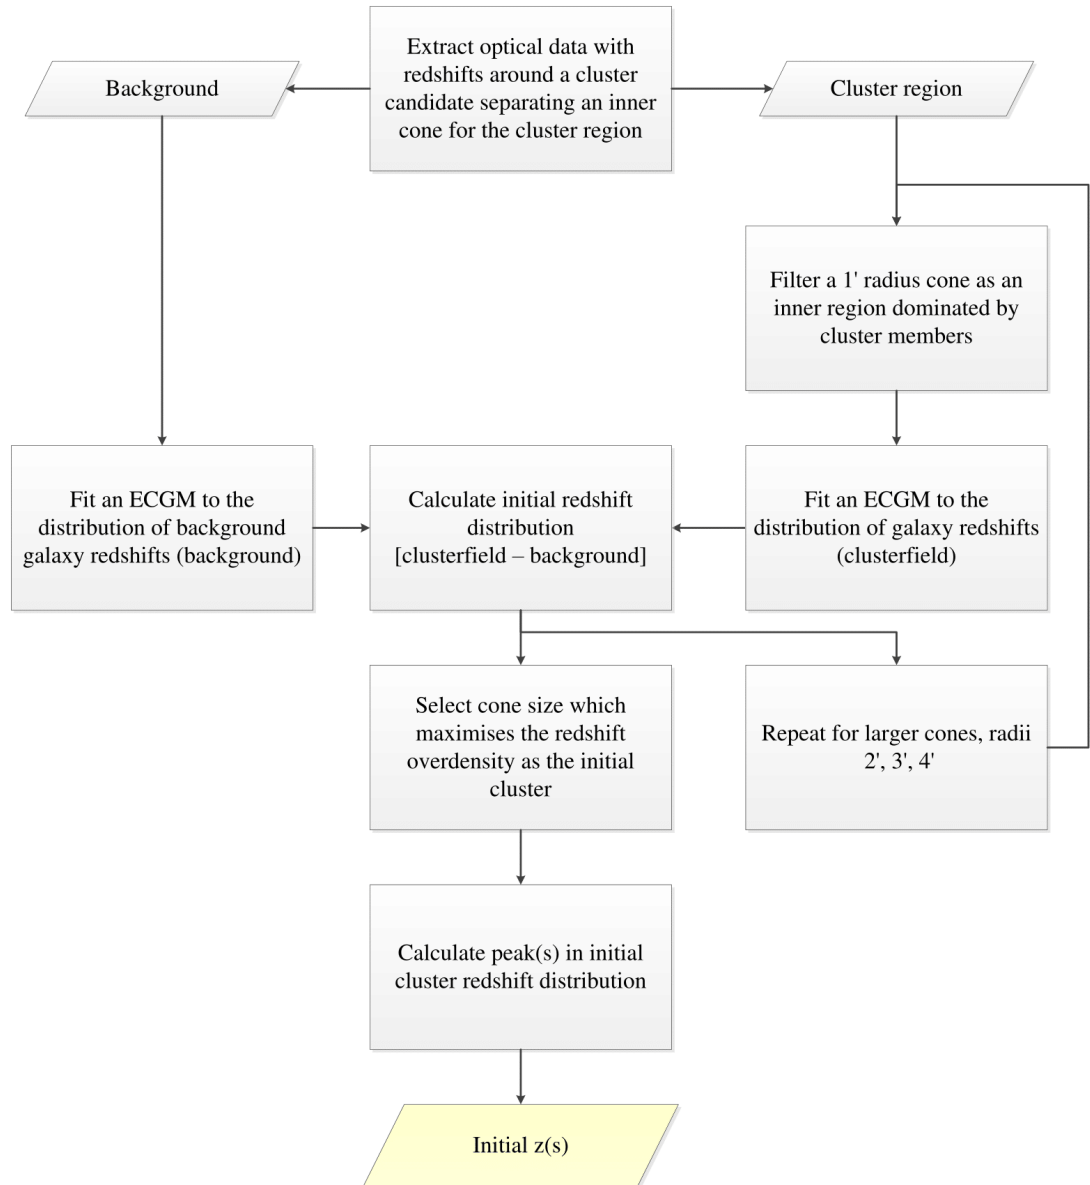 Extract optical data with
redshifts around a cluster
candidate separating an inner
cone for the cluster region
Background
Cluster region
Filter a 1' radius cone as an
inner region dominated by
cluster members
Fit an ECGM to the
distribution of background
galaxy redshifts (background)
Calculate initial redshift
distribution
[clusterfield – background]
Fit an ECGM to the
distribution of galaxy redshifts
(clusterfield)
Select cone size which
maximises the redshift
overdensity as the initial
cluster
Repeat for larger cones, radii
2', 3', 4'
Calculate peak(s) in initial
cluster redshift distribution
Initial z(s)